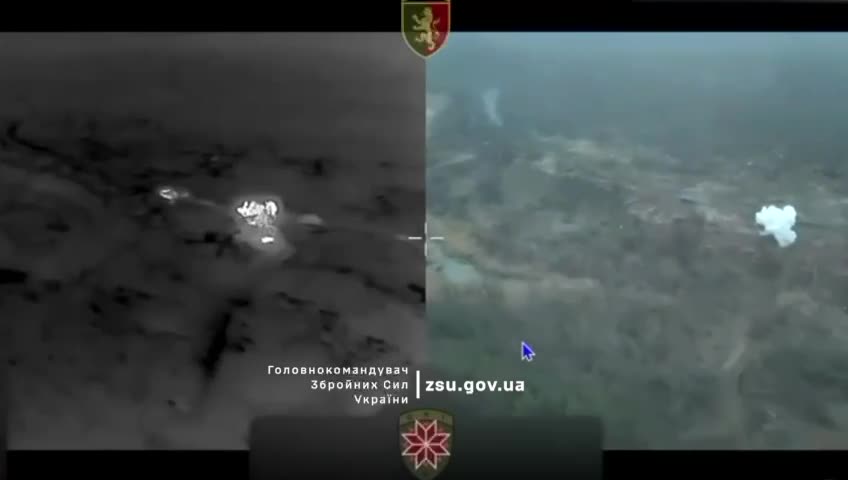 Головнокомандувач
Збройних Сил
України
zsu.gov.ua